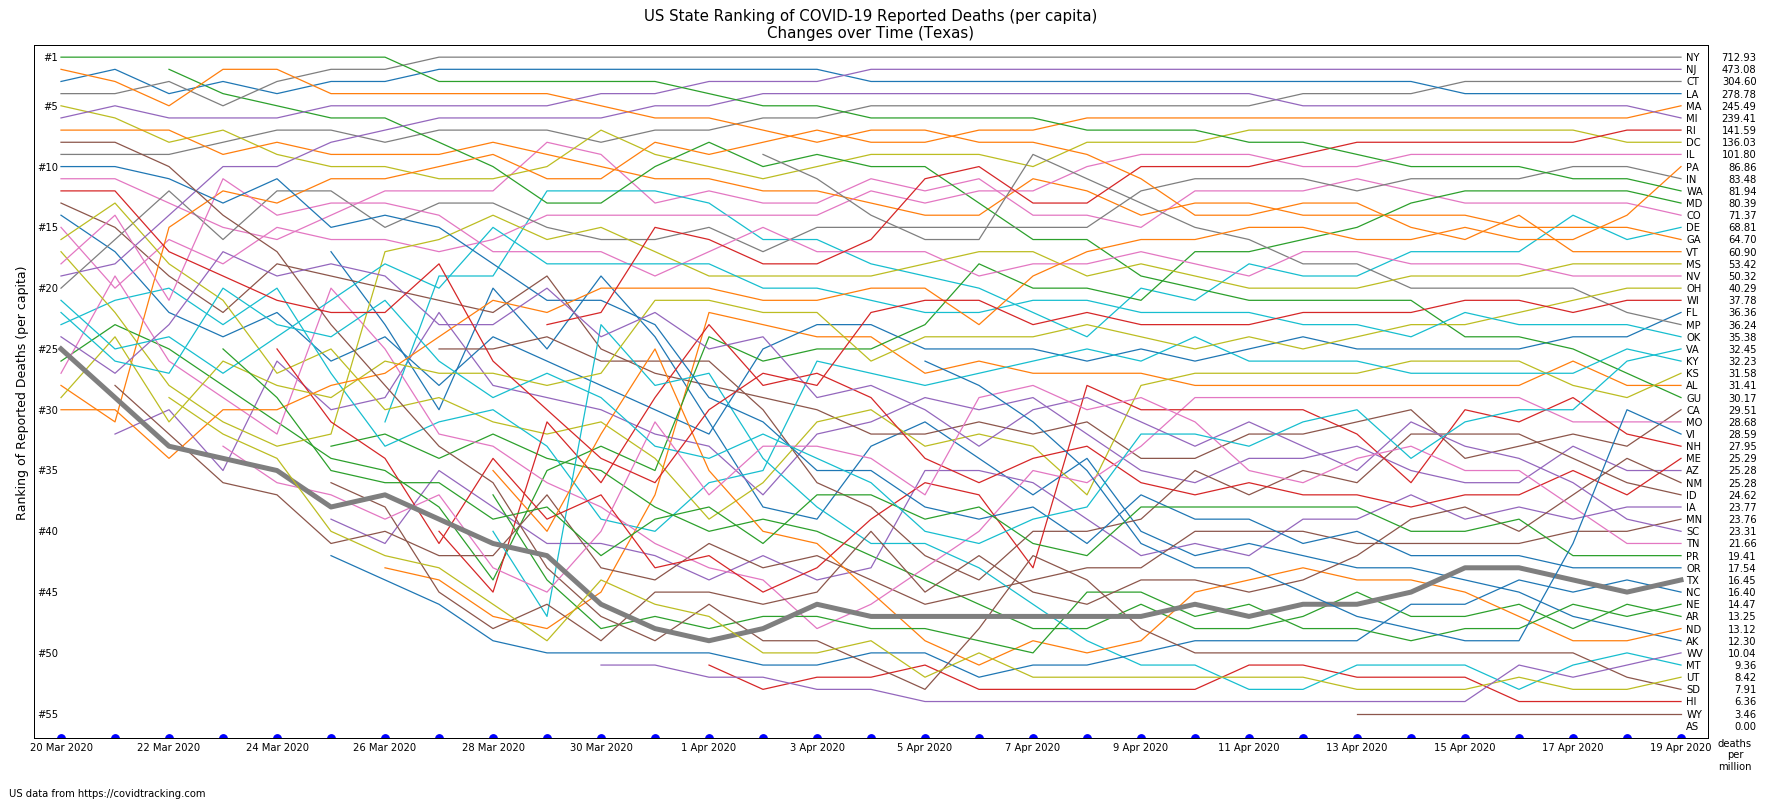 US State Ranking of COVID-19 Reported Deaths (per capita)
Changes over Time (Texas)
Ranking of Reported Deaths (per capita)
#1
#5
#10
#15
#20
#25
#30
#35
#40
#45
#50
#55
NY 712.93
NJ 473.08
CT 304.60
LA 278.78
MA 245.49
MI 239.41
RI 141.59
DC 136.03
IL 101.80
PA 86.86
IN 83.48
WA 81.94
MD 80.39
CO 71.37
DE 68.81
GA 64.70
VT 60.90
MS 53.42
NV 50.32
OH 40.29
WI 37.78
FL 36.36
MP 36.24
OK 35.38
VA 32.45
KY 32.23
KS 31.58
AL 31.41
GU 30.17
CA 29.51
MO 28.68
VI 28.59
NH 27.95
ME 25.29
AZ 25.28
NM 25.28
ID 24.62
IA 23.77
MN 23.76
SC 23.31
TN 21.66
PR 19.41
OR 17.54
TX 16.45
NC 16.40
NE 14.47
AR 13.25
ND 13.12
AK 12.30
WV 10.04
MT 9.36
UT 8.42
SD 7.91
HI 6.36
WY 3.46
AS 0.00
20 Mar 2020 22 Mar 2020 24 Mar 2020 26 Mar 2020 28 Mar 2020 30 Mar 2020 1 Apr 2020 3 Apr 2020 5 Apr 2020 7 Apr 2020 9 Apr 2020 11 Apr 2020 13 Apr 2020 15 Apr 2020 17 Apr 2020 19 Apr 2020
deaths
per
million
US data from https://covidtracking.com